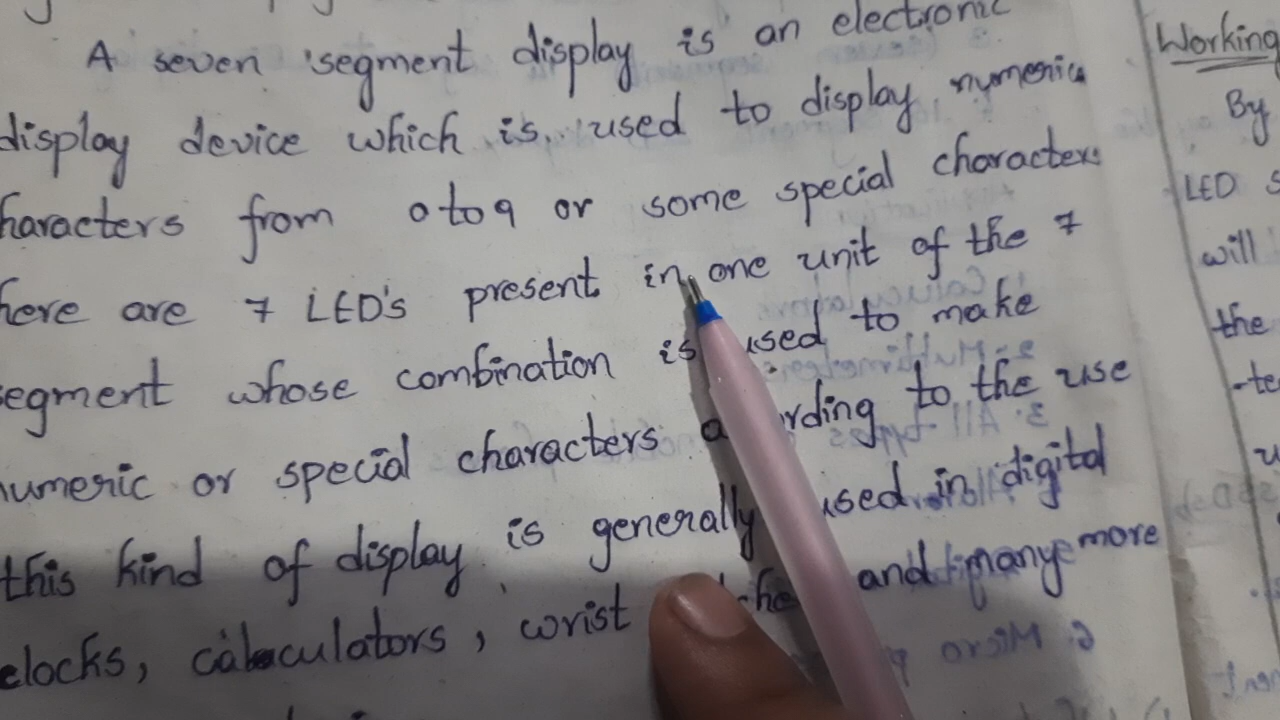 A seven segment display is an electronic
display device which is used to display numeric
haracters from 0 to 9 or some special characters
here are 7 LED's present in one unit of the 7
egment whose combination is used to make
umeric or special characters a rding to the use
this kind of display is generally used in digital
clocks, calculators, wrist che and many more
Working
By
LED s
will
the
-te
u